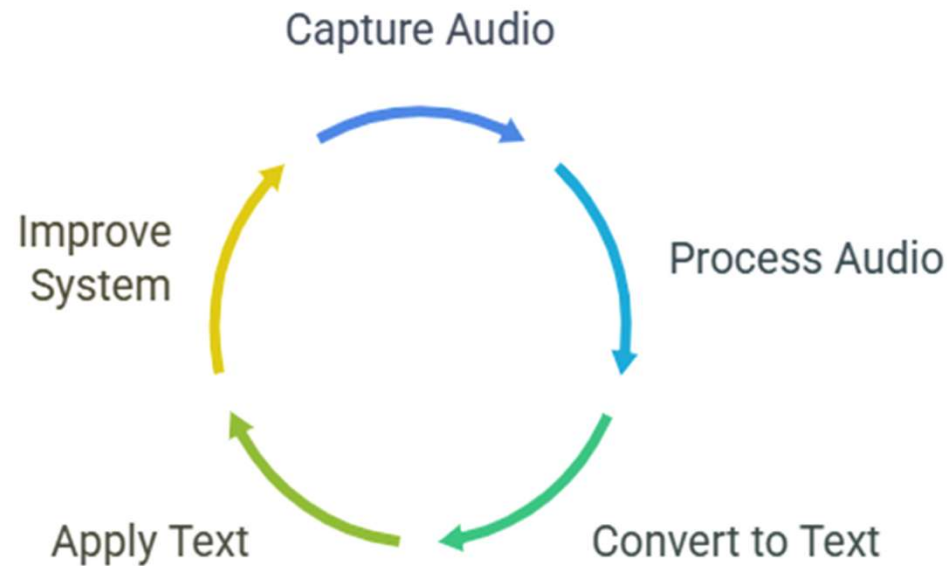 Capture Audio
Process Audio
Convert to Text
Apply Text
Improve
System